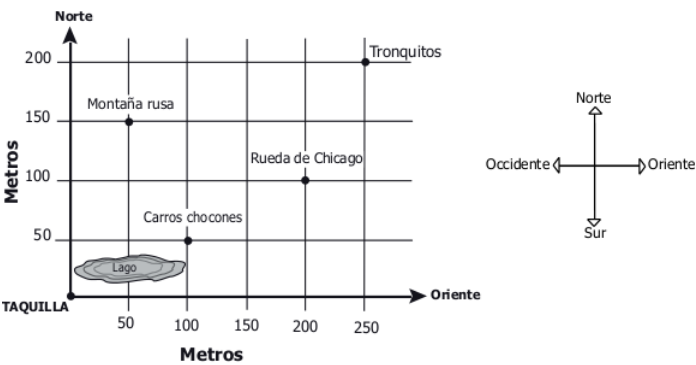 Norte
Tronquitos
200
Montaña rusa
150
Metros
Rueda de Chicago
100
Carros chocones
50
Lago
TAQUILLA
Oriente
50 100 150 200 250
Metros
Norte
Occidente Oriente
Sur